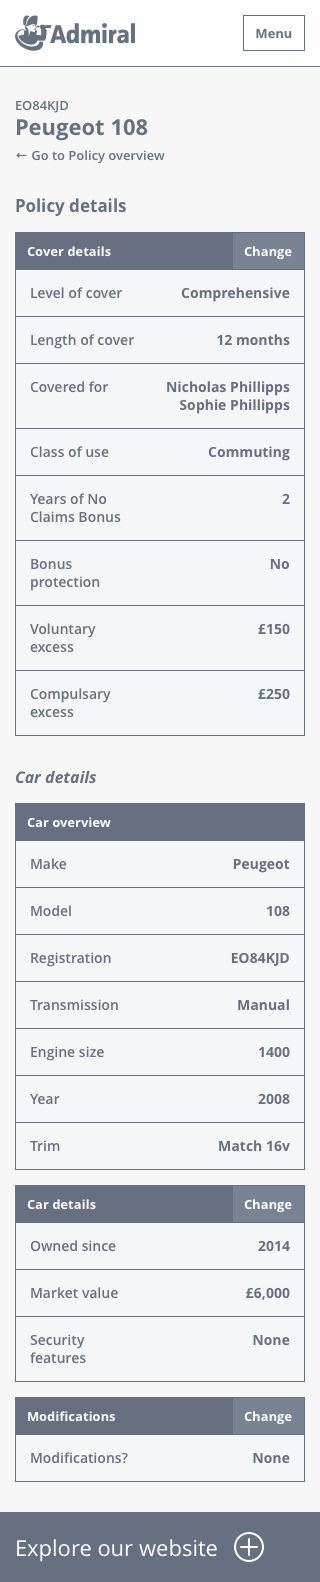 Admiral
Menu
EO84KJD
Peugeot 108
← Go to Policy overview
Policy details
Cover details Change
Level of cover Comprehensive
Length of cover 12 months
Covered for Nicholas Phillipps
Sophie Phillipps
Class of use Commuting
Years of No 2
Claims Bonus
Bonus No
protection
Voluntary £150
excess
Compulsary £250
excess
Car details
Car overview
Make Peugeot
Model 108
Registration EO84KJD
Transmission Manual
Engine size 1400
Year 2008
Trim Match 16v
Car details Change
Owned since 2014
Market value £6,000
Security None
features
Modifications Change
Modifications? None
Explore our website